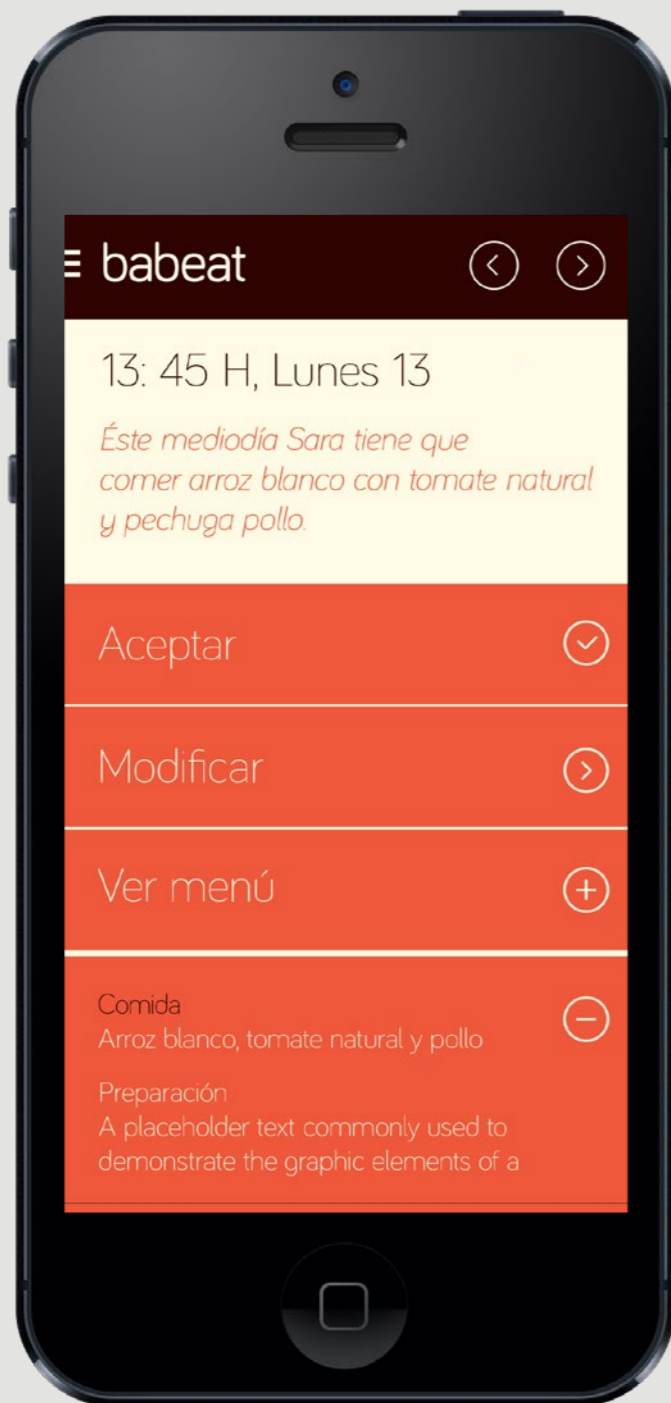 babeat
13: 45 H, Lunes 13
Éste mediodía Sara tiene que
comer arroz blanco con tomate natural
y pechuga pollo.
Aceptar
Modificar
Ver menú
Comida
Arroz blanco, tomate natural y pollo
Preparación
A placeholder text commonly used to
demonstrate the graphic elements of a